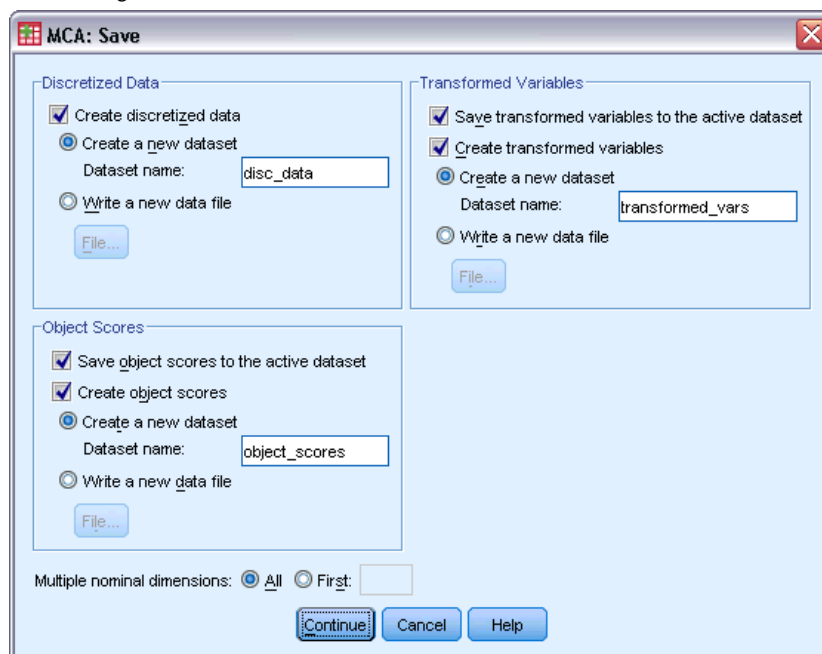 MCA: Save
Discretized Data
Create discretized data
Create a new dataset
Dataset name: disc_data
Write a new data file
File...
Transformed Variables
Save transformed variables to the active dataset
Create transformed variables
Create a new dataset
Dataset name: transformed_vars
Write a new data file
File...
Object Scores
Save object scores to the active dataset
Create object scores
Create a new dataset
Dataset name: object_scores
Write a new data file
File...
Multiple nominal dimensions: All First:
Continue Cancel Help